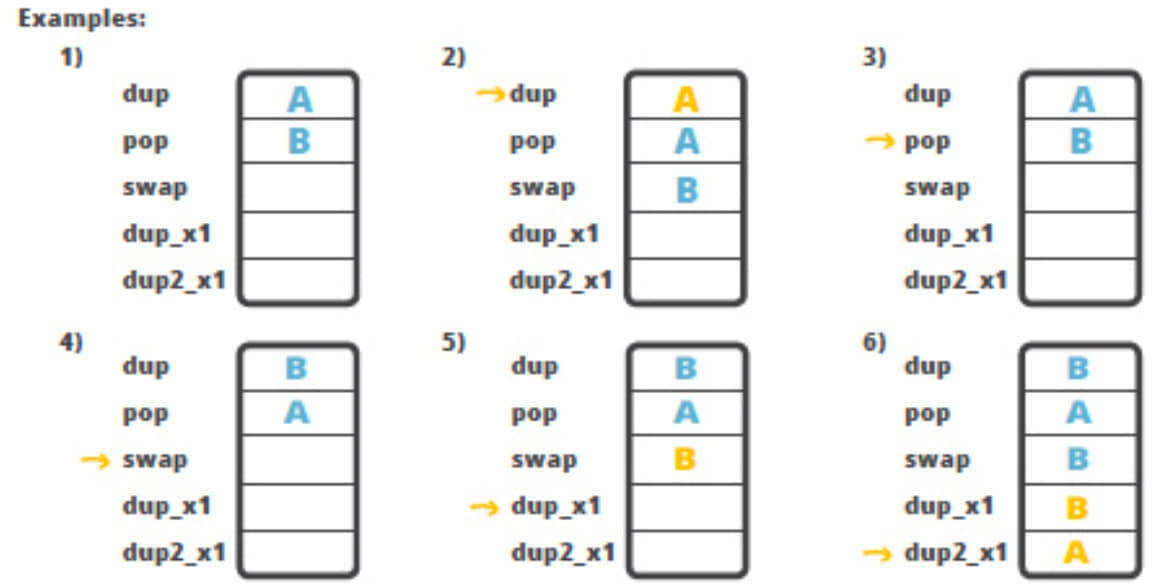 Examples:
1)
dup
pop
swap
dup_x1
dup2_x1
A
B
2)
→dup
pop
swap
dup_x1
dup2_x1
A
A
B
3)
dup
→ pop
swap
dup_x1
dup2_x1
A
B
4)
dup
pop
→ swap
dup_x1
dup2_x1
B
A
5)
dup
pop
swap
→ dup_x1
dup2_x1
B
A
B
6)
dup
pop
swap
dup_x1
→ dup2_x1
B
A
B
B
A